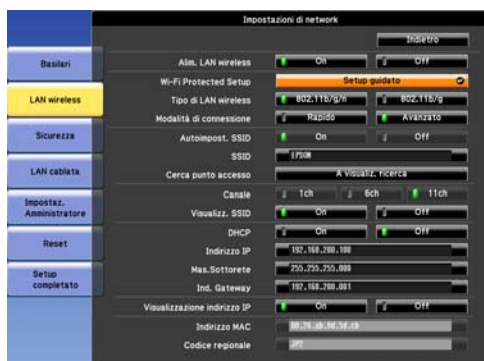 Impostazioni di network
Indietro
Basilari
LAN wireless
Sicurezza
LAN cablata
Impostaz.
Amministratore
Reset
Setup
completato
Alim. LAN wireless On Off
Wi-Fi Protected Setup Setup guidato
Tipo di LAN wireless 802.11b/g/n 802.11b/g
Modalità di connessione Rapido Avanzato
Autoimpost. SSID On Off
SSID EPSON
Cerca punto accesso A visualiz. ricerca
Canale 1ch 6ch 11ch
Visualizz. SSID On Off
DHCP On Off
Indirizzo IP 192.168.200.100
Mas.Sottorete 255.255.255.000
Ind. Gateway 192.168.200.001
Visualizzazione indirizzo IP On Off
Indirizzo MAC
Codice regionale